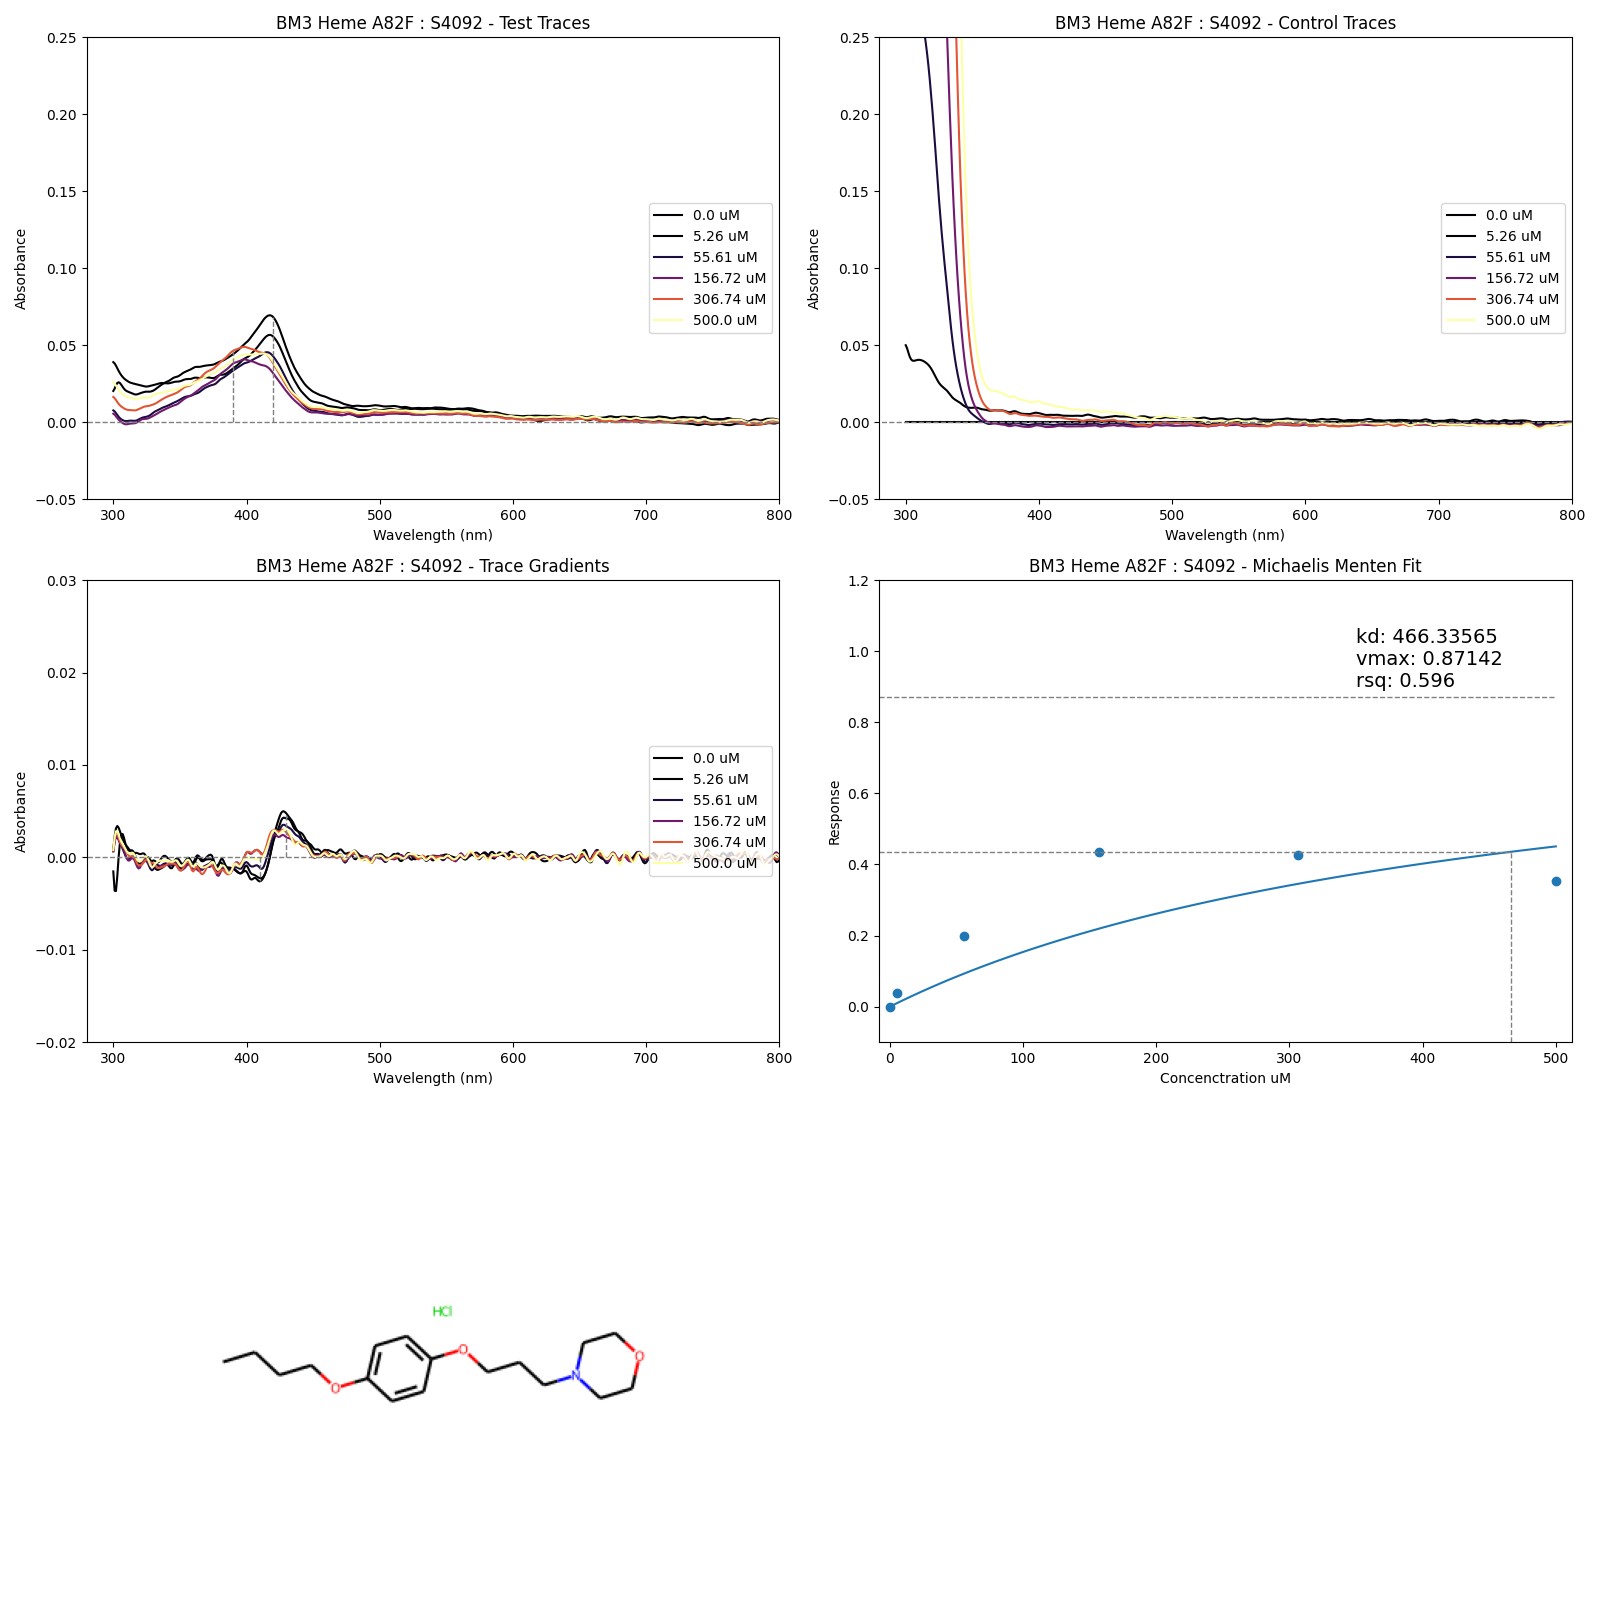 BM3 Heme A82F : S4092 - Test Traces
0.25
0.20
0.15
0.10
0.05
0.00
−0.05
Absorbance
0.0 uM
5.26 uM
55.61 uM
156.72 uM
306.74 uM
500.0 uM
300
400
500
600
700
800
Wavelength (nm)
BM3 Heme A82F : S4092 - Control Traces
0.25
0.20
0.15
0.10
0.05
0.00
−0.05
Absorbance
0.0 uM
5.26 uM
55.61 uM
156.72 uM
306.74 uM
500.0 uM
300
400
500
600
700
800
Wavelength (nm)
BM3 Heme A82F : S4092 - Trace Gradients
0.03
0.02
0.01
0.00
−0.01
−0.02
Absorbance
0.0 uM
5.26 uM
55.61 uM
156.72 uM
306.74 uM
500.0 uM
300
400
500
600
700
800
Wavelength (nm)
BM3 Heme A82F : S4092 - Michaelis Menten Fit
1.2
1.0
0.8
0.6
0.4
0.2
0.0
Response
kd: 466.33565
vmax: 0.87142
rsq: 0.596
0
100
200
300
400
500
Concenctration uM
HCl
O
O
N
O